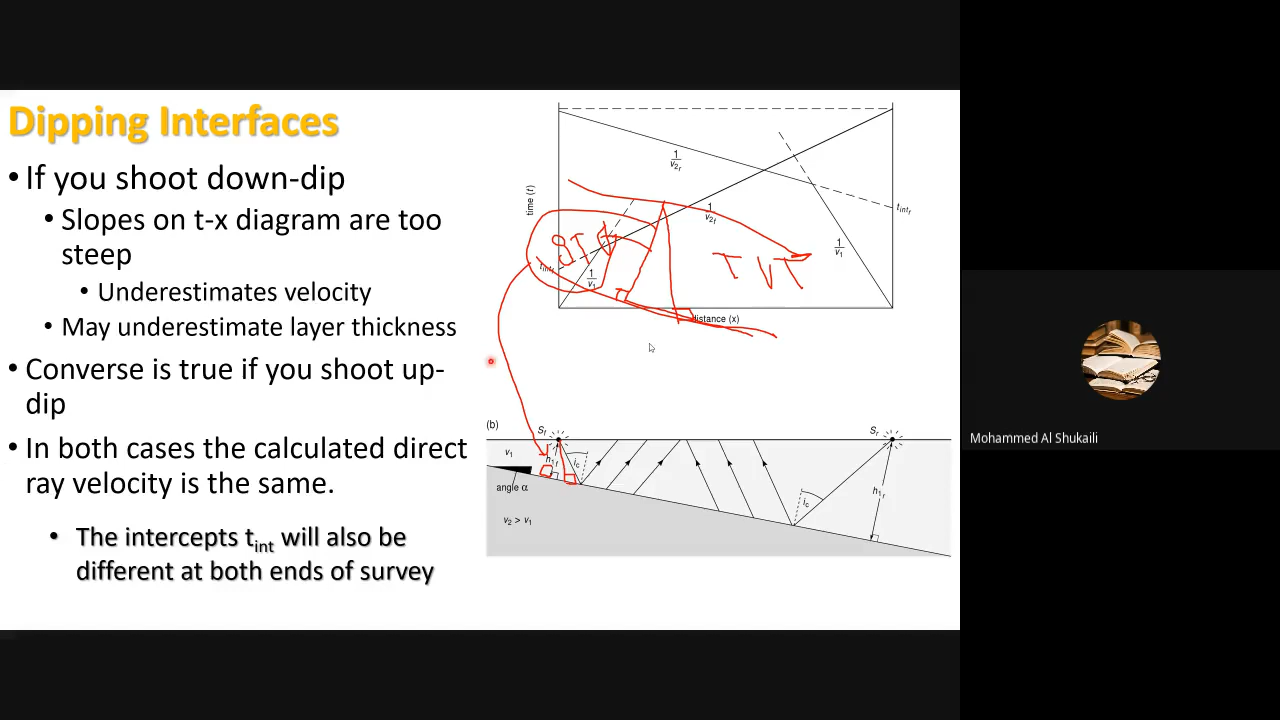 Dipping Interfaces
• If you shoot down-dip
• Slopes on t-x diagram are too
steep
• Underestimates velocity
• May underestimate layer thickness
• Converse is true if you shoot up-
dip
• In both cases the calculated direct
ray velocity is the same.
• The intercepts tint will also be
different at both ends of survey
time (t)
1
v2r
1
v2f
tintr
1
v1
tintf
1
v1
TVT
distance (x)
(b)
Sf
Sr
v1
h1f
ic
angle α
v2 > v1
ic
h1r
Mohammed Al Shukaili